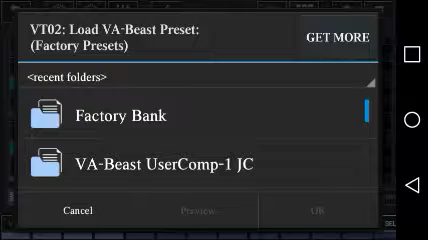 VT02: Load VA-Beast Preset:
(Factory Presets)
GET MORE
<recent folders>
Factory Bank
VA-Beast UserComp-1 JC
Cancel
Preview
OK
SEL